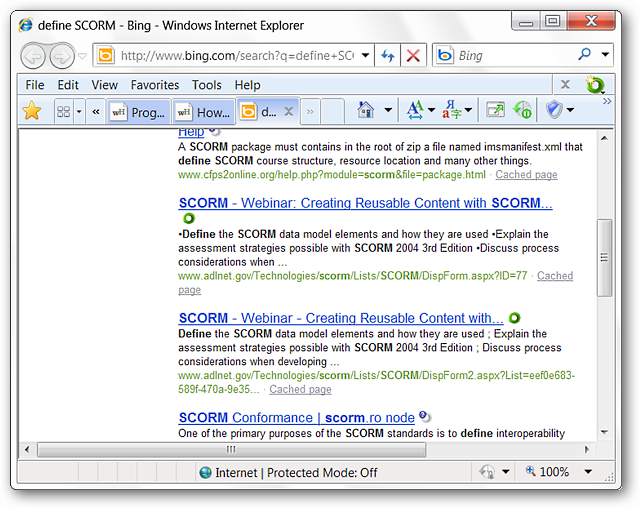 define SCORM - Bing - Windows Internet Explorer
http://www.bing.com/search?q=define+SC
Bing
File Edit View Favorites Tools Help
X
« wH Prog... wH How... d... X »
Я a字 »
Help
A SCORM package must contains in the root of zip a file named imsmanifest.xml that
define SCORM course structure, resource location and many other things.
www.cfps2online.org/help.php?module=scorm&file=package.html · Cached page
SCORM - Webinar: Creating Reusable Content with SCORM...
•Define the SCORM data model elements and how they are used •Explain the
assessment strategies possible with SCORM 2004 3rd Edition •Discuss process
considerations when ...
www.adlnet.gov/Technologies/scorm/Lists/SCORM/DispForm.aspx?ID=77 · Cached
page
SCORM - Webinar - Creating Reusable Content with...
Define the SCORM data model elements and how they are used ; Explain the
assessment strategies possible with SCORM 2004 3rd Edition ; Discuss process
considerations when developing ...
www.adlnet.gov/Technologies/scorm/Lists/SCORM/DispForm2.aspx?List=eef0e683-
589f-470a-9e35... · Cached page
SCORM Conformance | scorm.ro node
One of the primary purposes of the SCORM standards is to define interoperability
Internet | Protected Mode: Off
100%